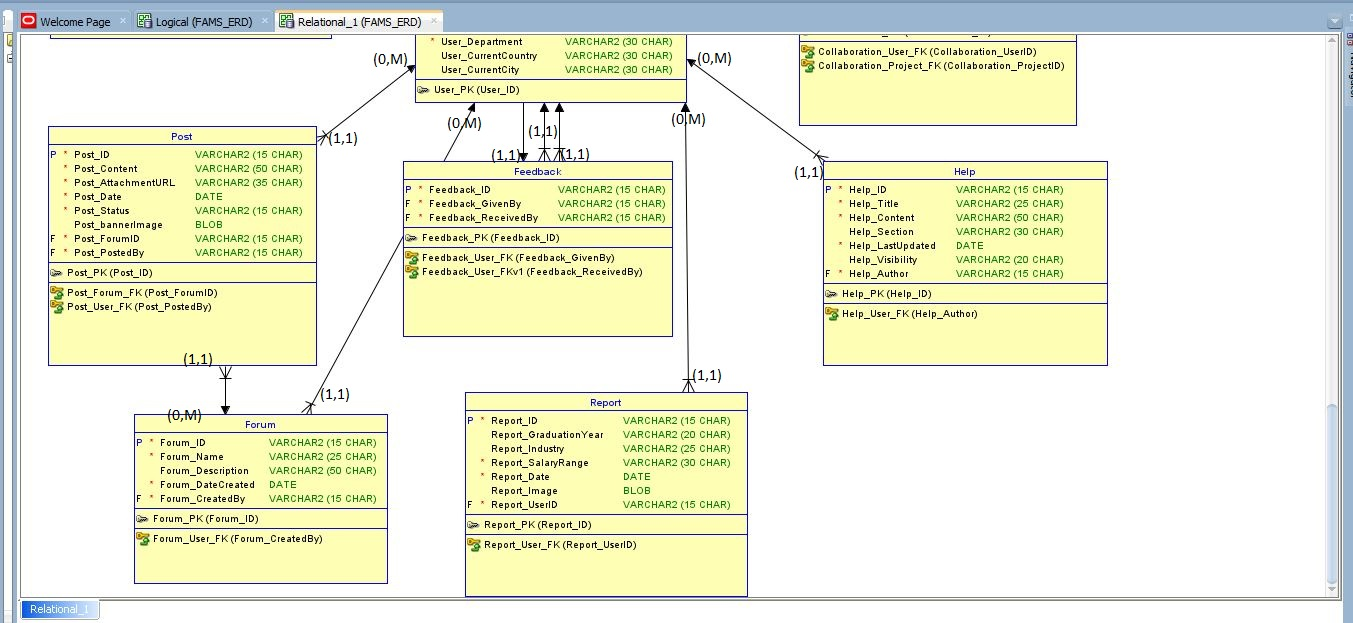 Welcome Page
Logical (FAMS_ERD)
Relational_1 (FAMS_ERD)
* User_Department VARCHAR2 (30 CHAR)
User_CurrentCountry VARCHAR2 (30 CHAR)
User_CurrentCity VARCHAR2 (30 CHAR)
User_PK (User_ID)
Collaboration_User_FK (Collaboration_UserID)
Collaboration_Project_FK (Collaboration_ProjectID)
(0,M)
(0,M)
(0,M)
(1,1)
(0,M)
(1,1)
(1,1)
(1,1)
(1,1)
Post
P * Post_ID VARCHAR2 (15 CHAR)
* Post_Content VARCHAR2 (50 CHAR)
* Post_AttachmentURL VARCHAR2 (35 CHAR)
* Post_Date DATE
* Post_Status VARCHAR2 (15 CHAR)
Post_bannerImage BLOB
F * Post_ForumID VARCHAR2 (15 CHAR)
F * Post_PostedBy VARCHAR2 (15 CHAR)
Post_PK (Post_ID)
Post_Forum_FK (Post_ForumID)
Post_User_FK (Post_PostedBy)
Feedback
P * Feedback_ID VARCHAR2 (15 CHAR)
F * Feedback_GivenBy VARCHAR2 (15 CHAR)
F * Feedback_ReceivedBy VARCHAR2 (15 CHAR)
Feedback_PK (Feedback_ID)
Feedback_User_FK (Feedback_GivenBy)
Feedback_User_FKv1 (Feedback_ReceivedBy)
Help
P * Help_ID VARCHAR2 (15 CHAR)
* Help_Title VARCHAR2 (25 CHAR)
* Help_Content VARCHAR2 (50 CHAR)
Help_Section VARCHAR2 (30 CHAR)
* Help_LastUpdated DATE
Help_Visibility VARCHAR2 (20 CHAR)
F * Help_Author VARCHAR2 (15 CHAR)
Help_PK (Help_ID)
Help_User_FK (Help_Author)
(1,1)
(0,M)
(1,1)
(1,1)
Forum
P * Forum_ID VARCHAR2 (15 CHAR)
* Forum_Name VARCHAR2 (25 CHAR)
Forum_Description VARCHAR2 (50 CHAR)
* Forum_DateCreated DATE
F * Forum_CreatedBy VARCHAR2 (15 CHAR)
Forum_PK (Forum_ID)
Forum_User_FK (Forum_CreatedBy)
Report
P * Report_ID VARCHAR2 (15 CHAR)
Report_GraduationYear VARCHAR2 (20 CHAR)
Report_Industry VARCHAR2 (25 CHAR)
* Report_SalaryRange VARCHAR2 (30 CHAR)
* Report_Date DATE
Report_Image BLOB
F * Report_UserID VARCHAR2 (15 CHAR)
Report_PK (Report_ID)
Report_User_FK (Report_UserID)
Relational_1